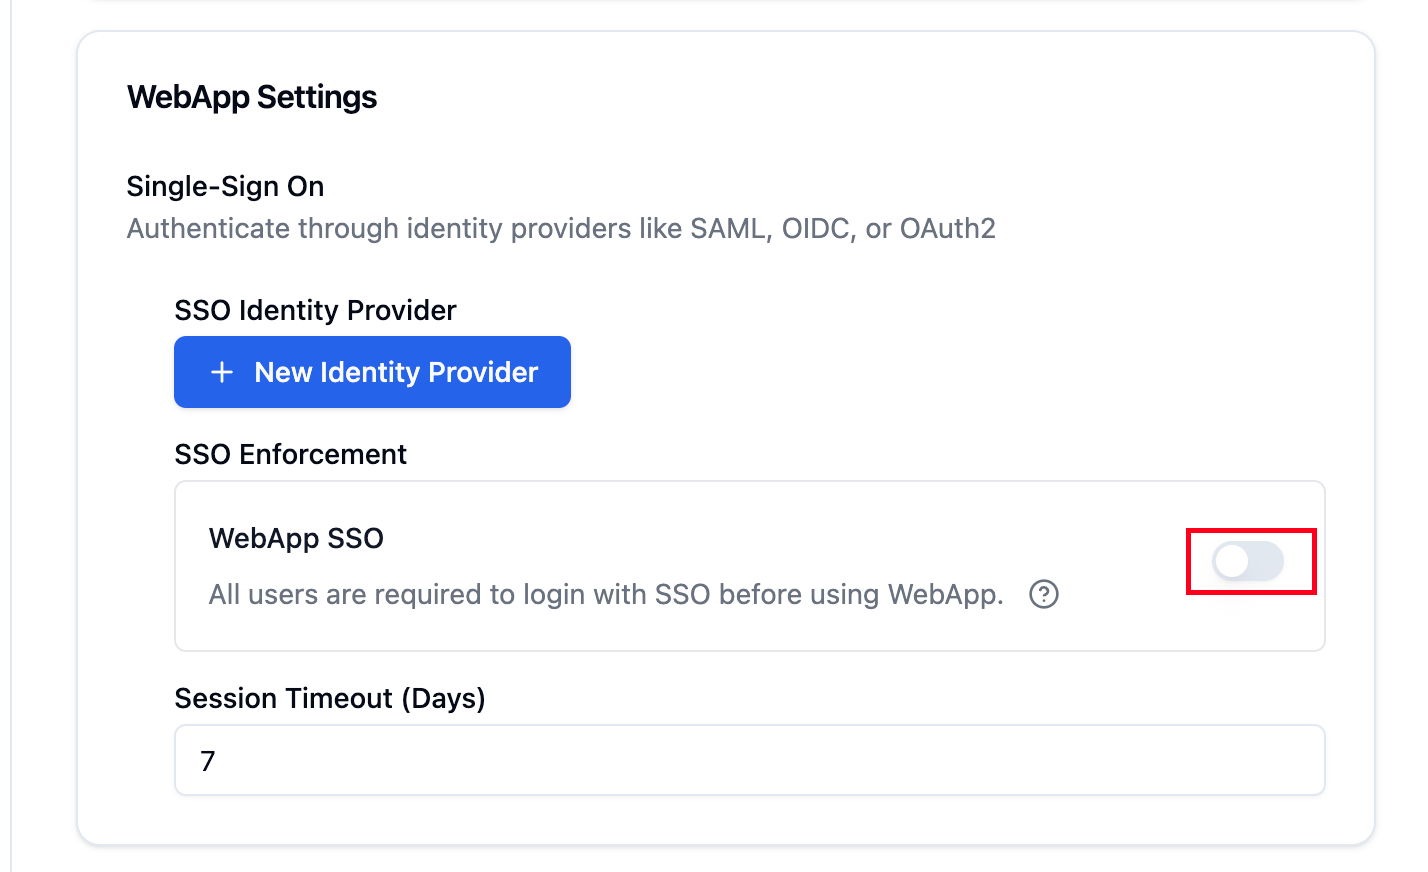 WebApp Settings
Single-Sign On
Authenticate through identity providers like SAML, OIDC, or OAuth2
SSO Identity Provider
+ New Identity Provider
SSO Enforcement
WebApp SSO
All users are required to login with SSO before using WebApp. ?
Session Timeout (Days)
7